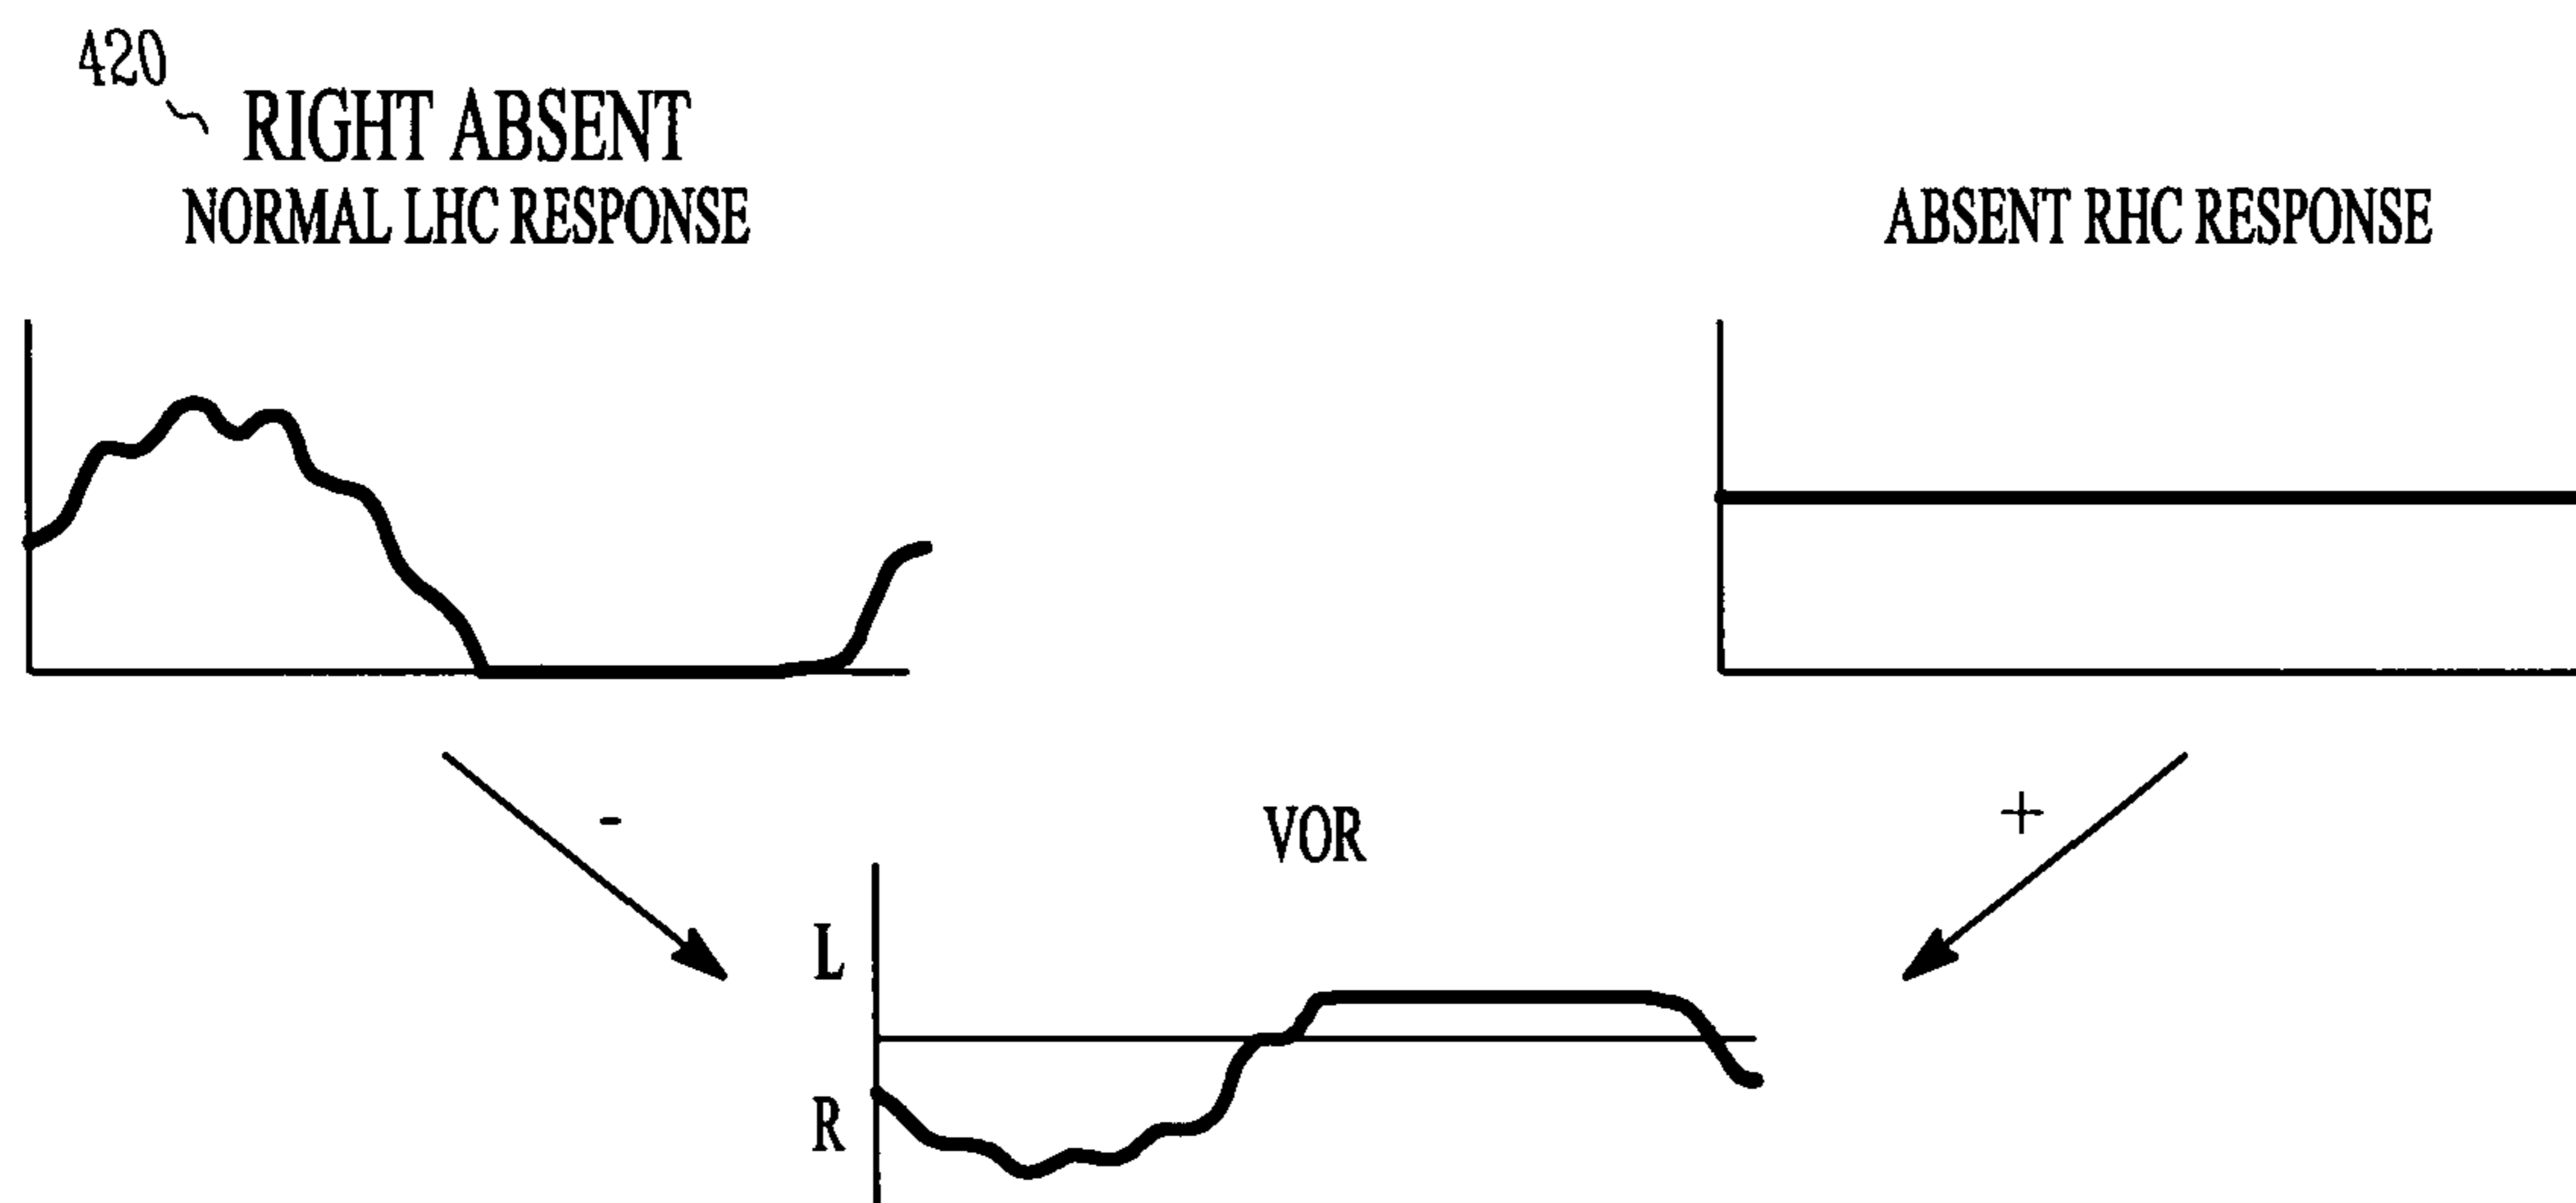 420
RIGHT ABSENT
NORMAL LHC RESPONSE
ABSENT RHC RESPONSE
-
VOR
+
L
R